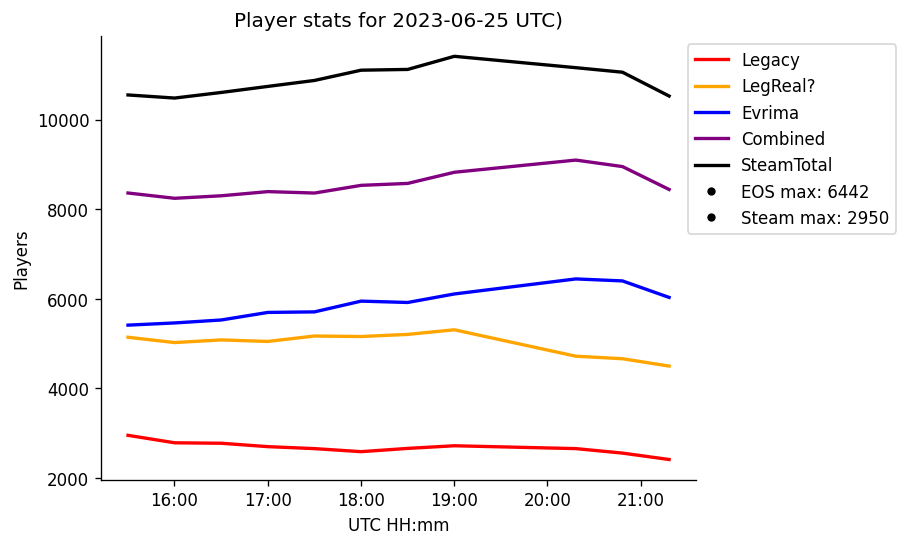 Player stats for 2023-06-25 UTC)
Legacy
LegReal?
Evrima
Combined
SteamTotal
EOS max: 6442
Steam max: 2950
Players
10000
8000
6000
4000
2000
16:00 17:00 18:00 19:00 20:00 21:00
UTC HH:mm